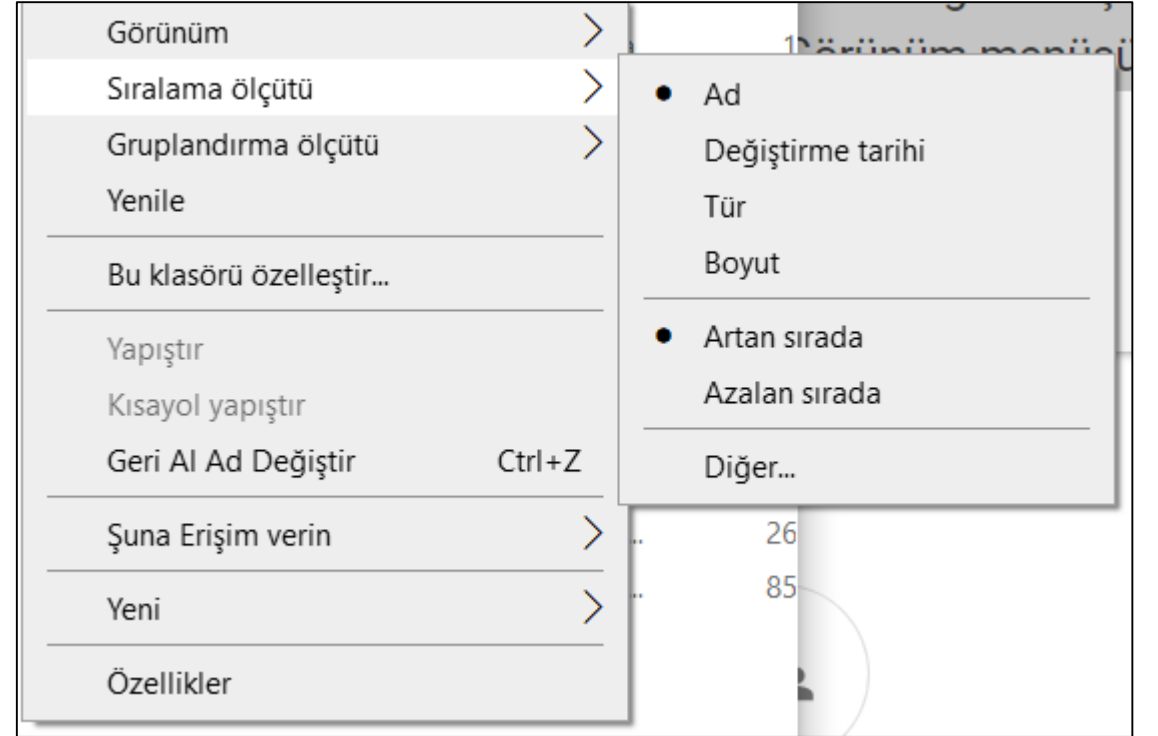 Görünüm
Sıralama ölçütü
Gruplandırma ölçütü
Yenile
Bu klasörü özelleştir...
Yapıştır
Kısayol yapıştır
Geri Al Ad Değiştir Ctrl+Z
Şuna Erişim verin
Yeni
Özellikler
Ad
Değiştirme tarihi
Tür
Boyut
Artan sırada
Azalan sırada
Diğer...
.. 26
.. 85